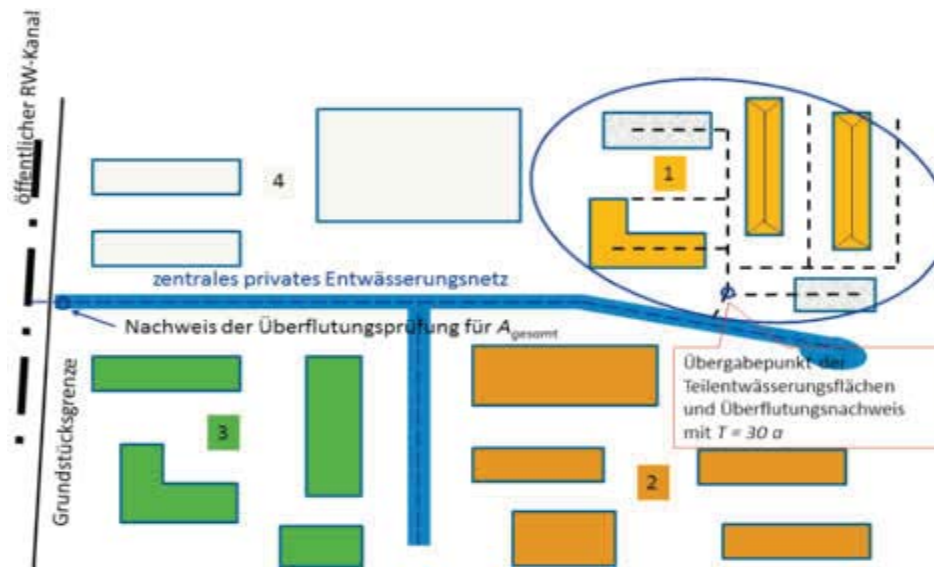 öffentlicher RW-Kanal
Grundstücksgrenze
4
1
zentrales privates Entwässerungsnetz
Nachweis der Überflutungsprüfung für A gesamt
Übergabepunkt der
Teilentwässerungsflächen
und Überflutungsnachweis
mit T = 30 a
3
2